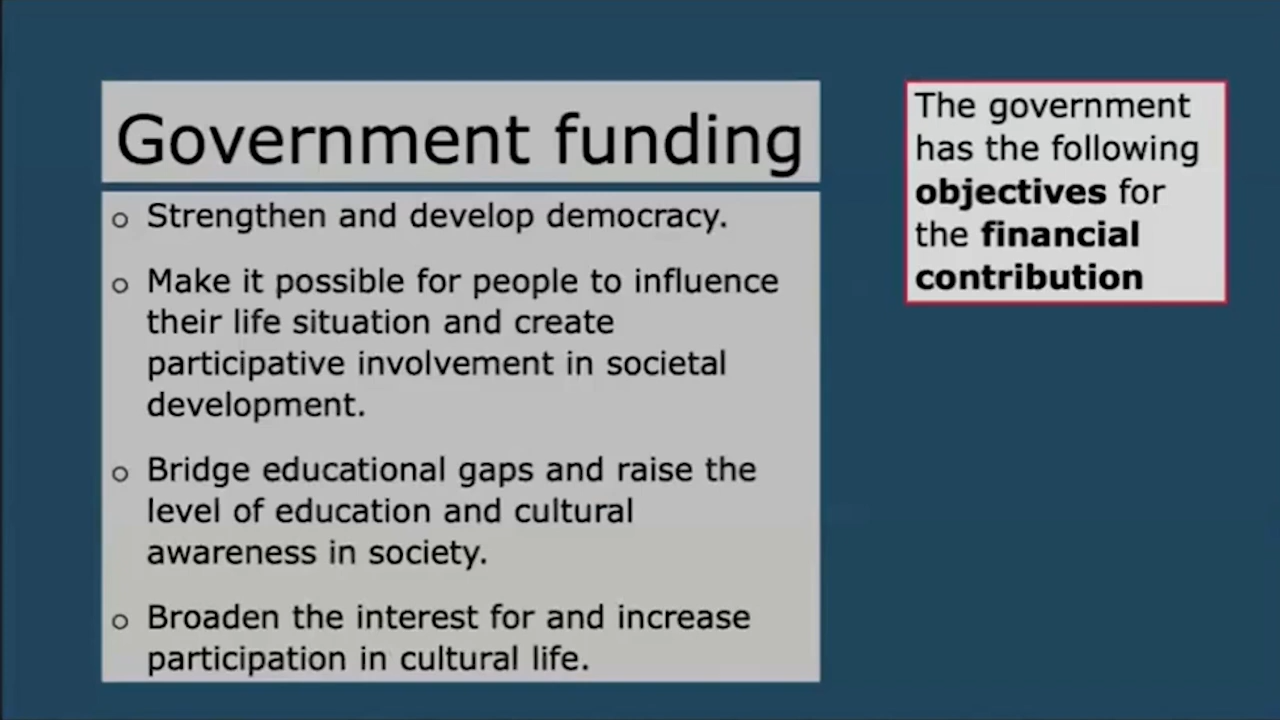 Government funding
o Strengthen and develop democracy.
o Make it possible for people to influence
their life situation and create
participative involvement in societal
development.
o Bridge educational gaps and raise the
level of education and cultural
awareness in society.
o Broaden the interest for and increase
participation in cultural life.
The government
has the following
objectives for
the financial
contribution